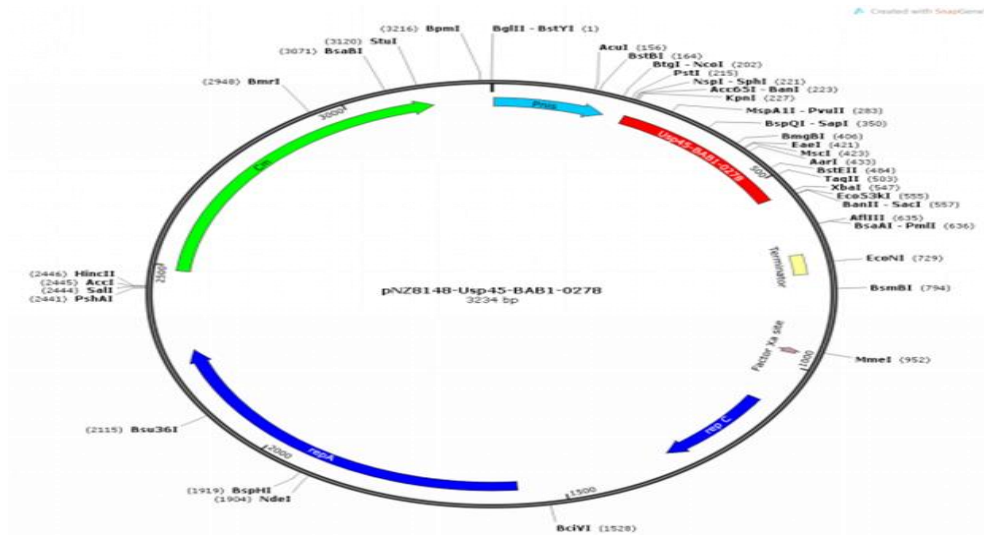 Created with SnapGene
(3216) BpmI
BglII - BstYI (1)
(3120) StuI
(3071) BsaBI
(2948) BmrI
AcuI (156)
BstBI (164)
BtgI - NcoI (202)
PstI (215)
NspI - SphI (221)
Acc65I - BanI (223)
KpnI (227)
MspA1I - PvuII (283)
BspQI - SapI (350)
BmgBI (406)
EaeI (421)
MscI (423)
AarI (433)
BstEII (484)
TaqII (503)
XbaI (547)
Eco53kI (555)
BanII - SacI (557)
AflIII (635)
BsaAI - PmlI (636)
EcoNI (729)
BsmBI (794)
MmeI (952)
BciVI (1528)
(1904) NdeI
(1919) BspHI
(2115) Bsu36I
(2441) PshAI
(2444) SalI
(2445) AccI
(2446) HincII
Pnis
Usp45-BAB1-0278
Terminator
Factor Xa site
rep C
repA
Cm
500
1000
1500
2000
2500
3000
pNZ8148-Usp45-BAB1-0278
3234 bp